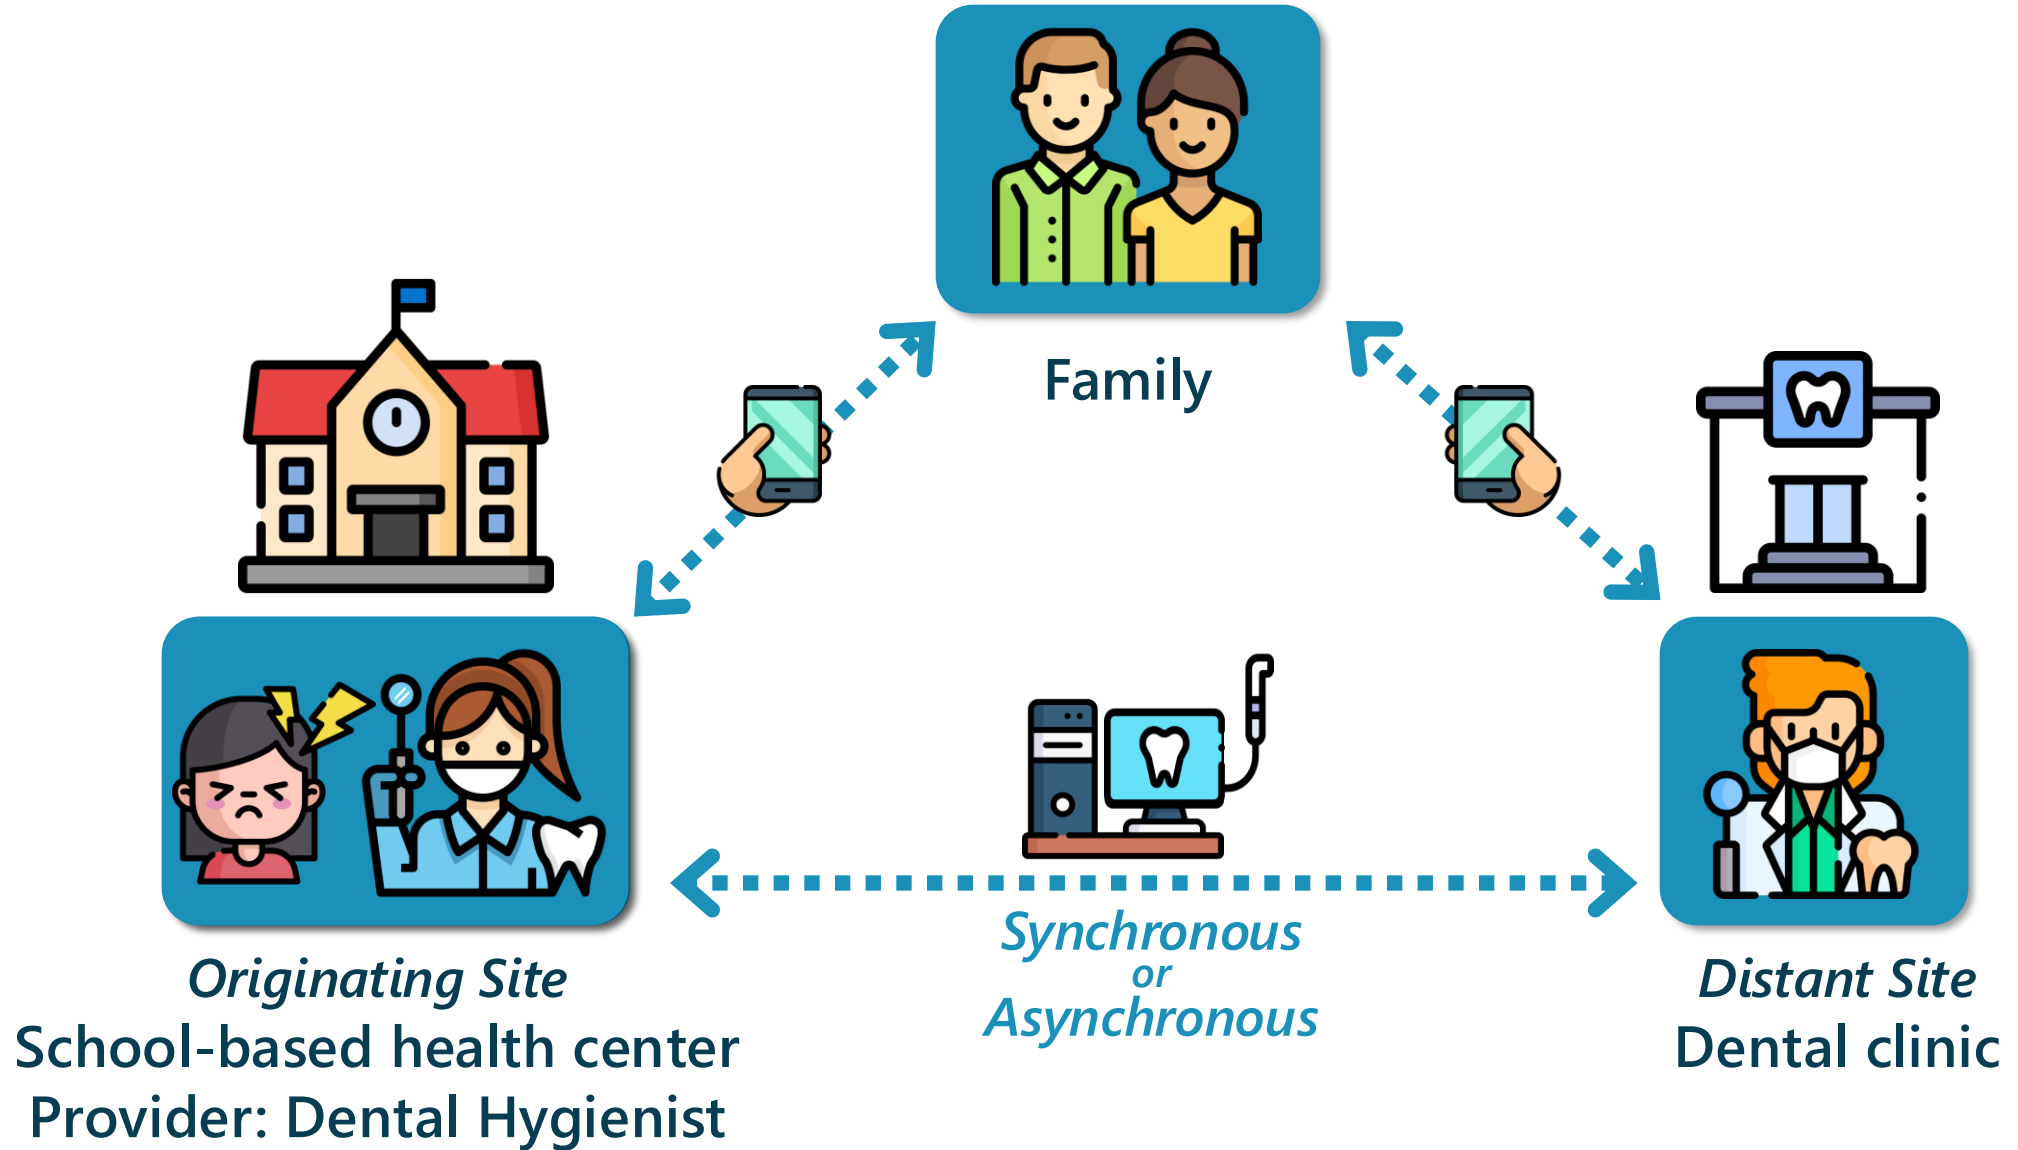 Family
Synchronous
or
Asynchronous
Originating Site
School-based health center
Provider: Dental Hygienist
Distant Site
Dental clinic